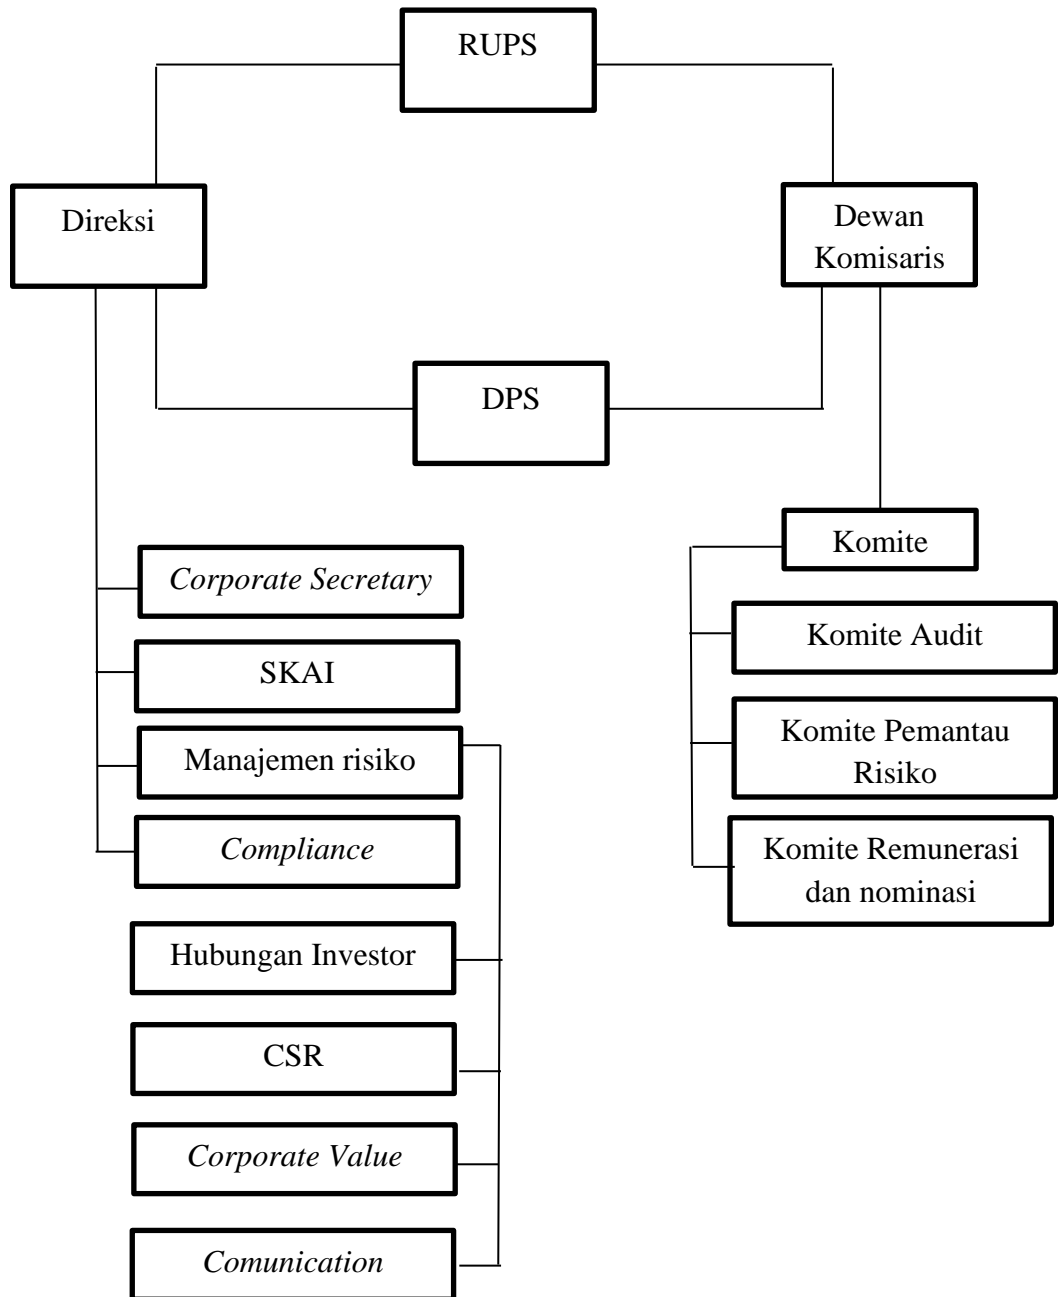 RUPS
Direksi
Dewan
Komisaris
DPS
Corporate Secretary
SKAI
Manajemen risiko
Compliance
Hubungan Investor
CSR
Corporate Value
Comunication
Komite
Komite Audit
Komite Pemantau
Risiko
Komite Remunerasi
dan nominasi